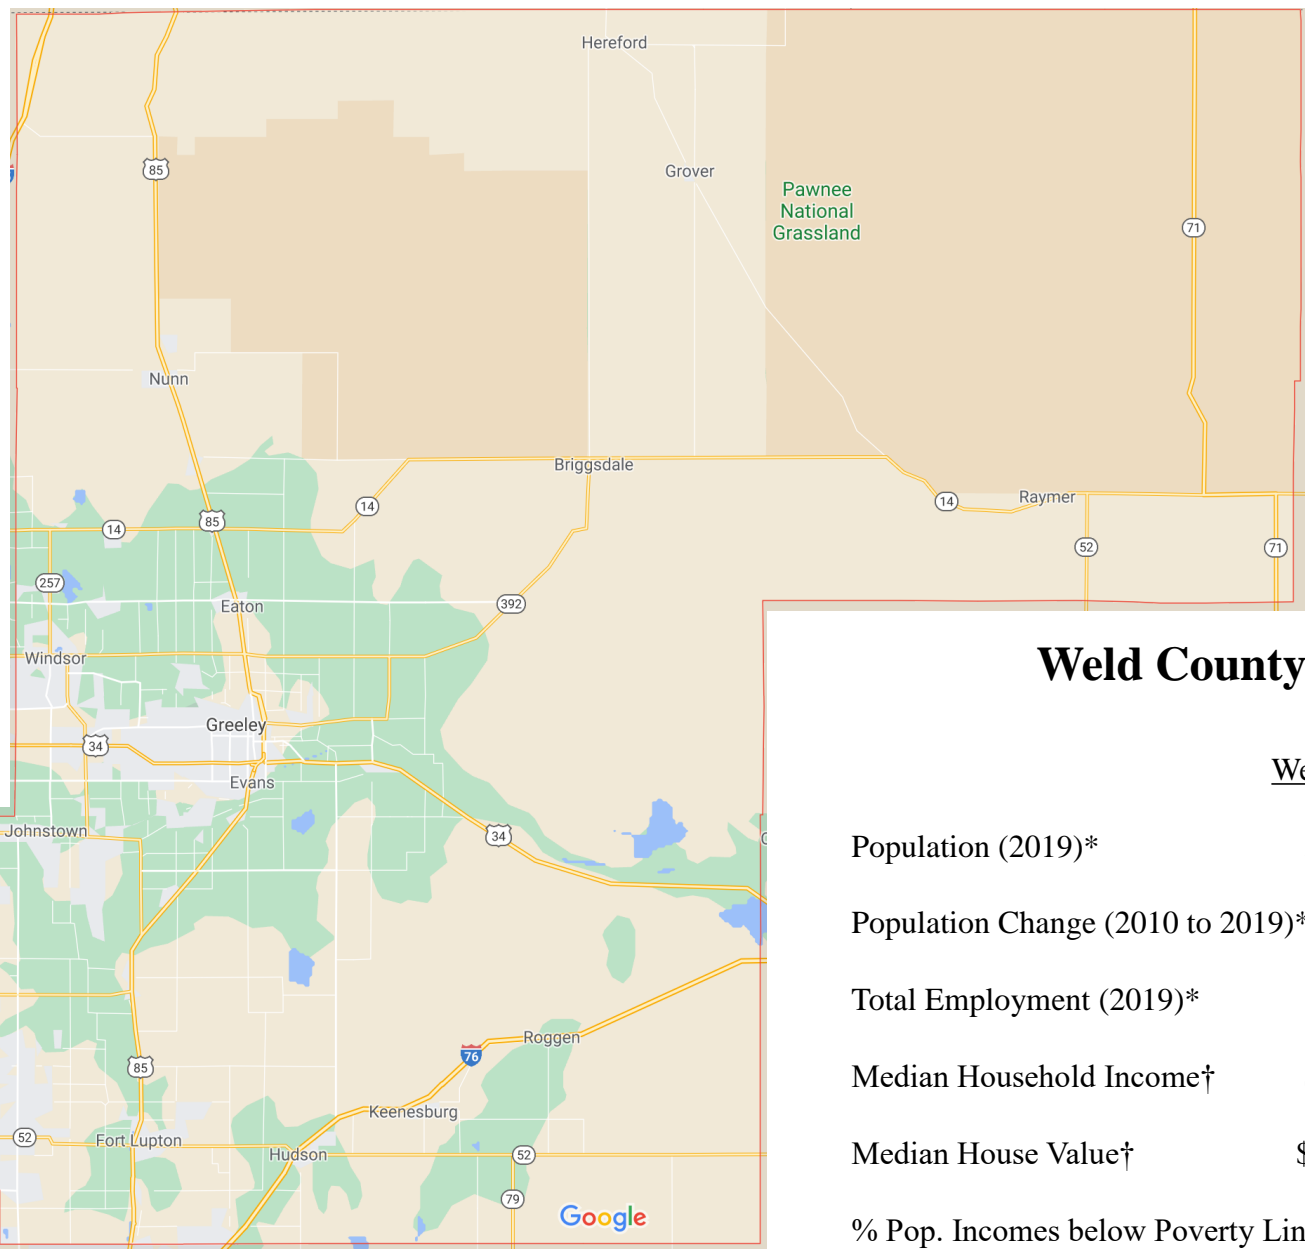 Hereford
85
Grover
Pawnee
National
Grassland
71
Nunn
Briggsdale
14
14
Raymer
14
85
52
71
257
Eaton
392
Windsor
Greeley
34
Evans
Johnstown
34
Roggen
76
85
Keenesburg
52
Fort Lupton
Hudson
52
79
Google
Weld County
We
Population (2019)*
Population Change (2010 to 2019)*
Total Employment (2019)*
Median Household Income†
Median House Value† $
% Pop. Incomes below Poverty Lin